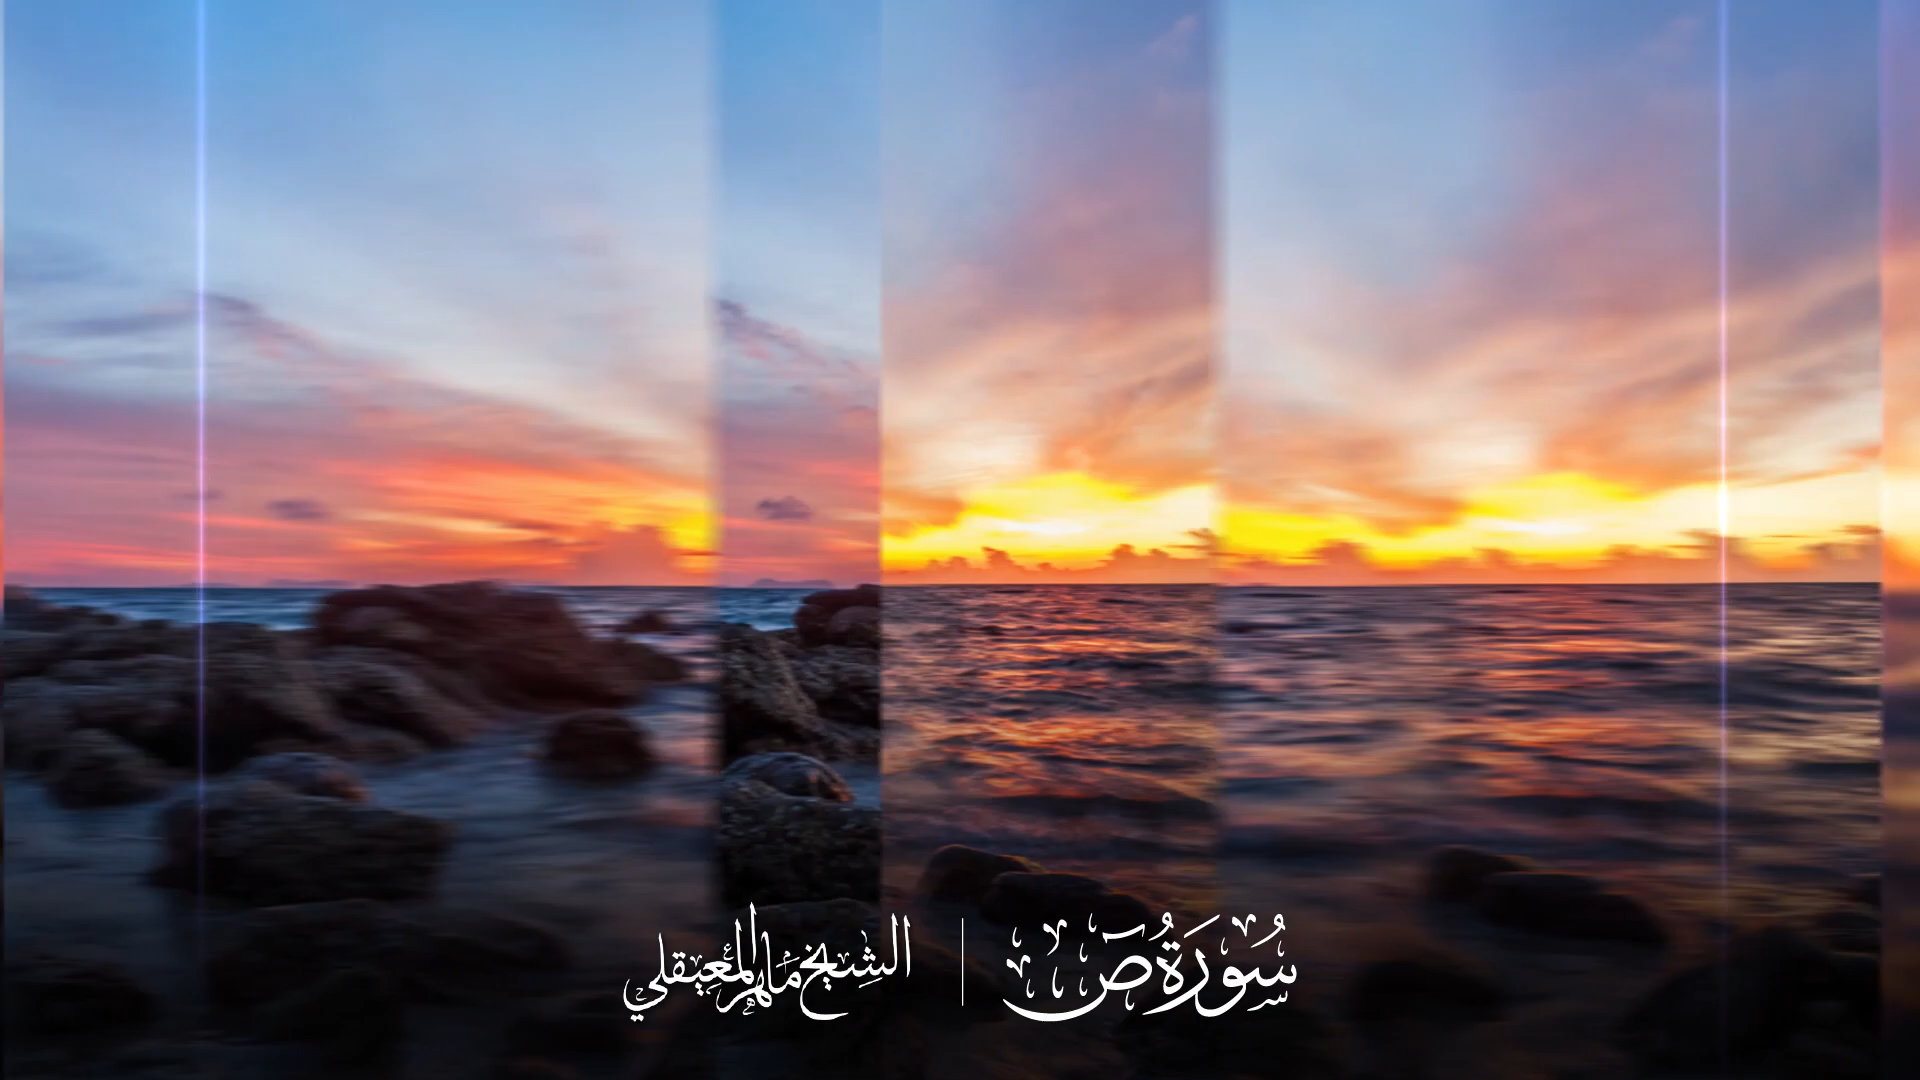 سُورَةُ صٓ | الشيخ ماهر المعيقلي